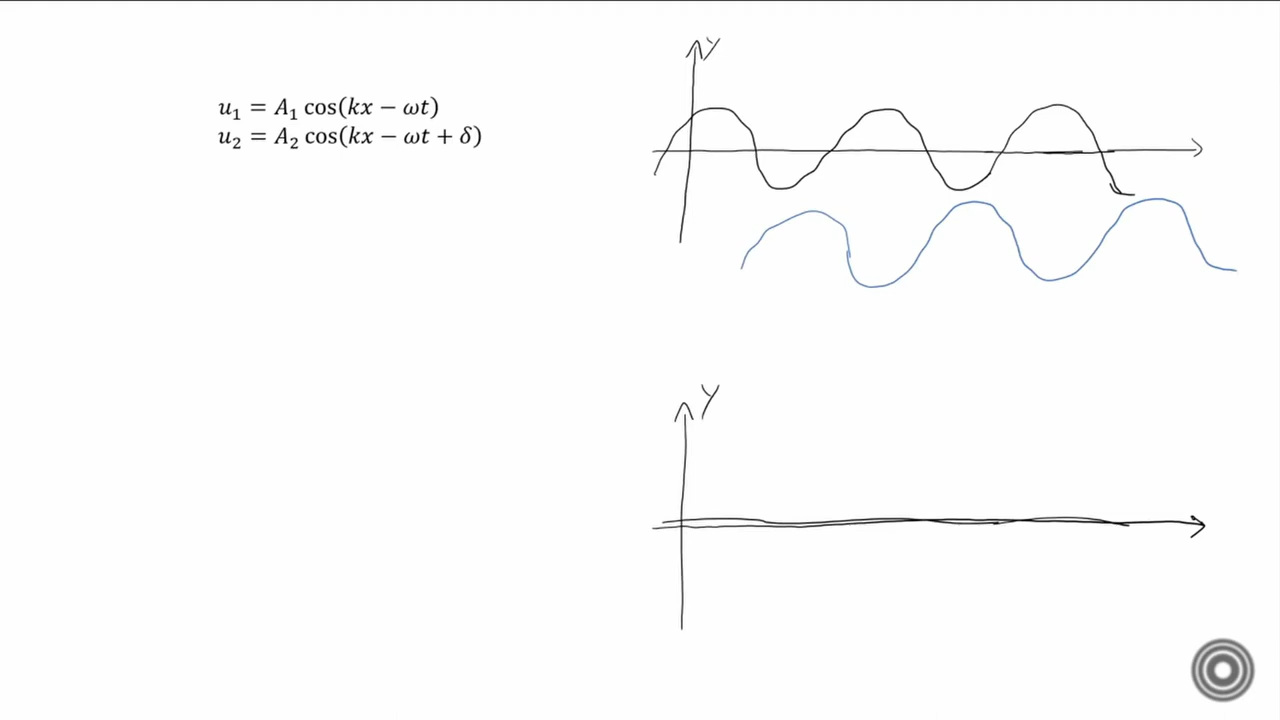 u₁ = A₁ cos(kx − ωt)
u₂ = A₂ cos(kx − ωt + δ)
Y
Y